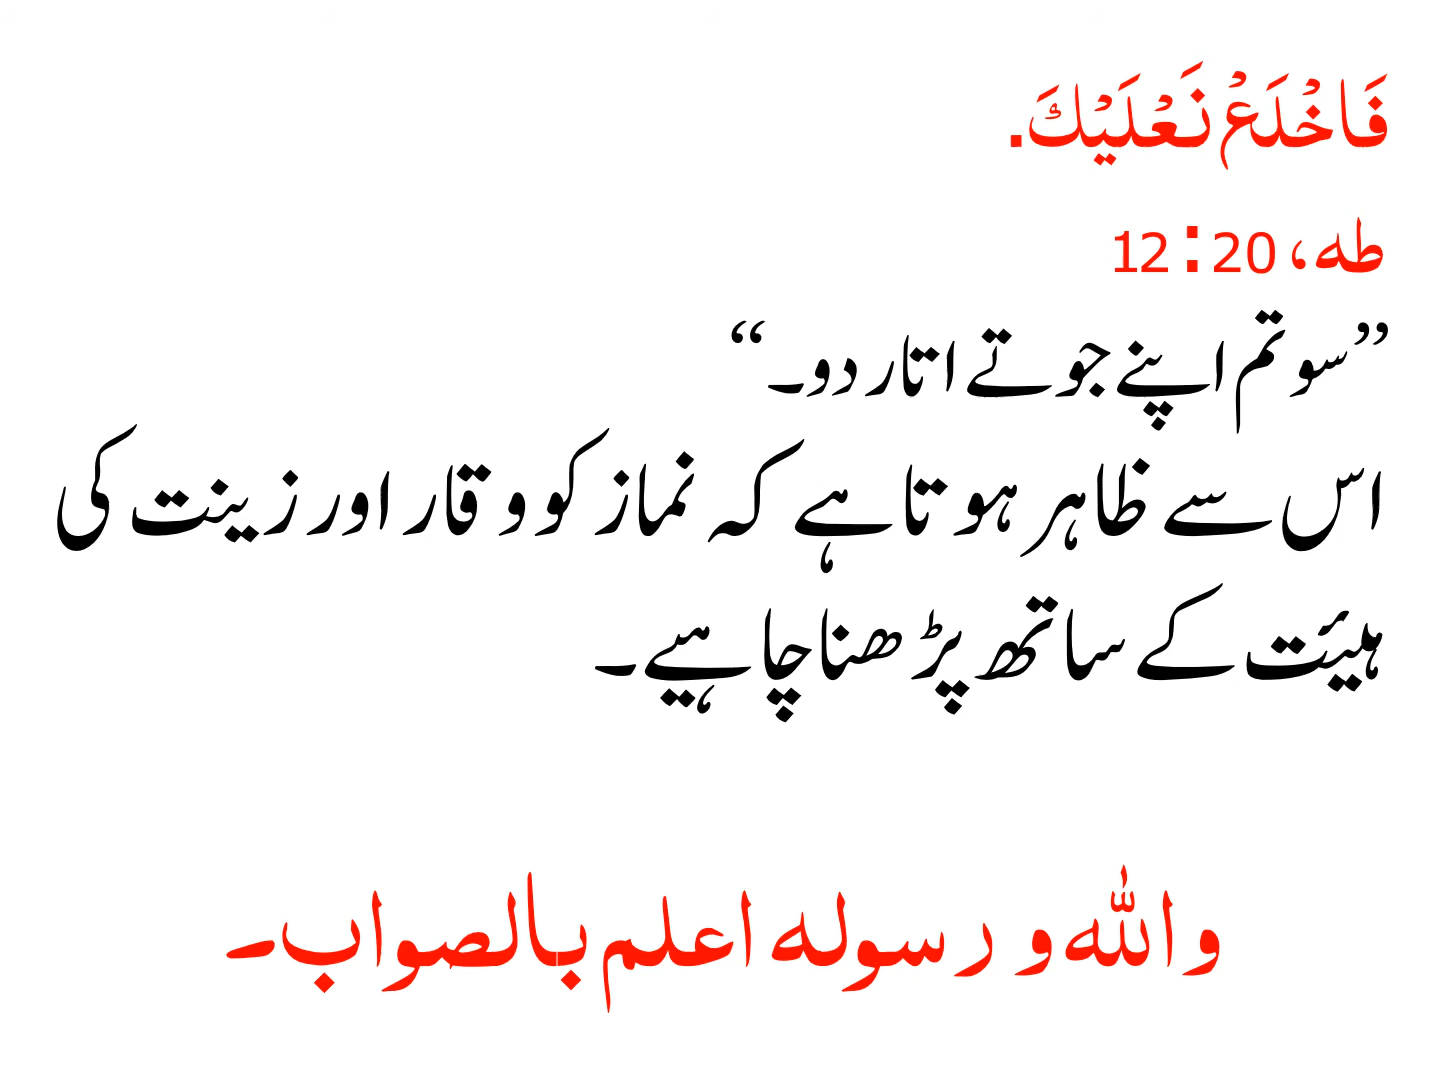 فَاخْلَعْ نَعْلَيْكَ.
طه، 20:12
’’سو تم اپنے جوتے اتار دو۔‘‘
اس سے ظاہر ہوتا ہے کہ نماز کو وقار اور زینت کی
ہیئت کے ساتھ پڑھنا چاہیے۔
واللہ و رسولہ اعلم بالصواب۔